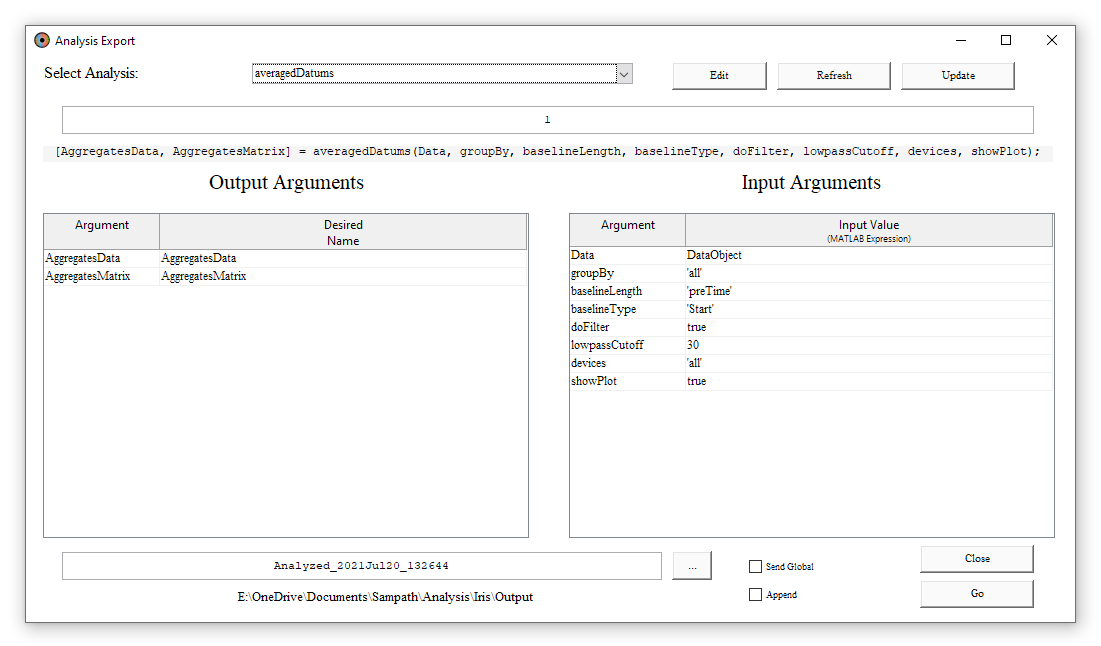 Analysis Export
Select Analysis: averagedDatums Edit Refresh Update
1
[AggregatesData, AggregatesMatrix] = averagedDatums(Data, groupBy, baselineLength, baselineType, doFilter, lowpassCutoff, devices, showPlot);
Output Arguments
Argument Desired
Name
AggregatesData AggregatesData
AggregatesMatrix AggregatesMatrix
Input Arguments
Argument Input Value
(MATLAB Expression)
Data DataObject
groupBy 'all'
baselineLength 'preTime'
baselineType 'Start'
doFilter true
lowpassCutoff 30
devices 'all'
showPlot true
Analyzed_2021Jul20_132644 ...
E:\OneDrive\Documents\Sampath\Analysis\Iris\Output
Send Global
Append
Close
Go